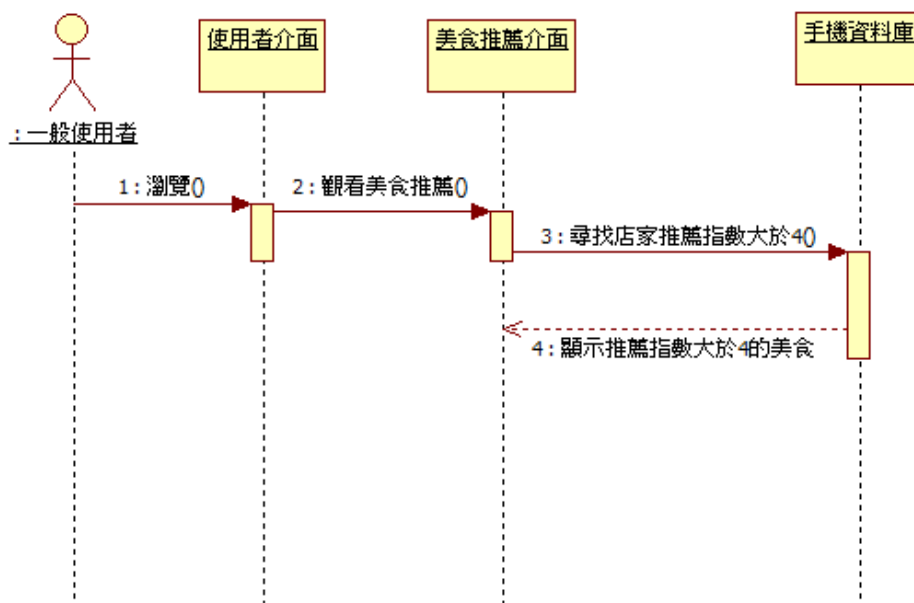 使用者介面
美食推薦介面
手機資料庫
:一般使用者
1:瀏覽()
2:觀看美食推薦()
3:尋找店家推薦指數大於4()
4:顯示推薦指數大於4的美食